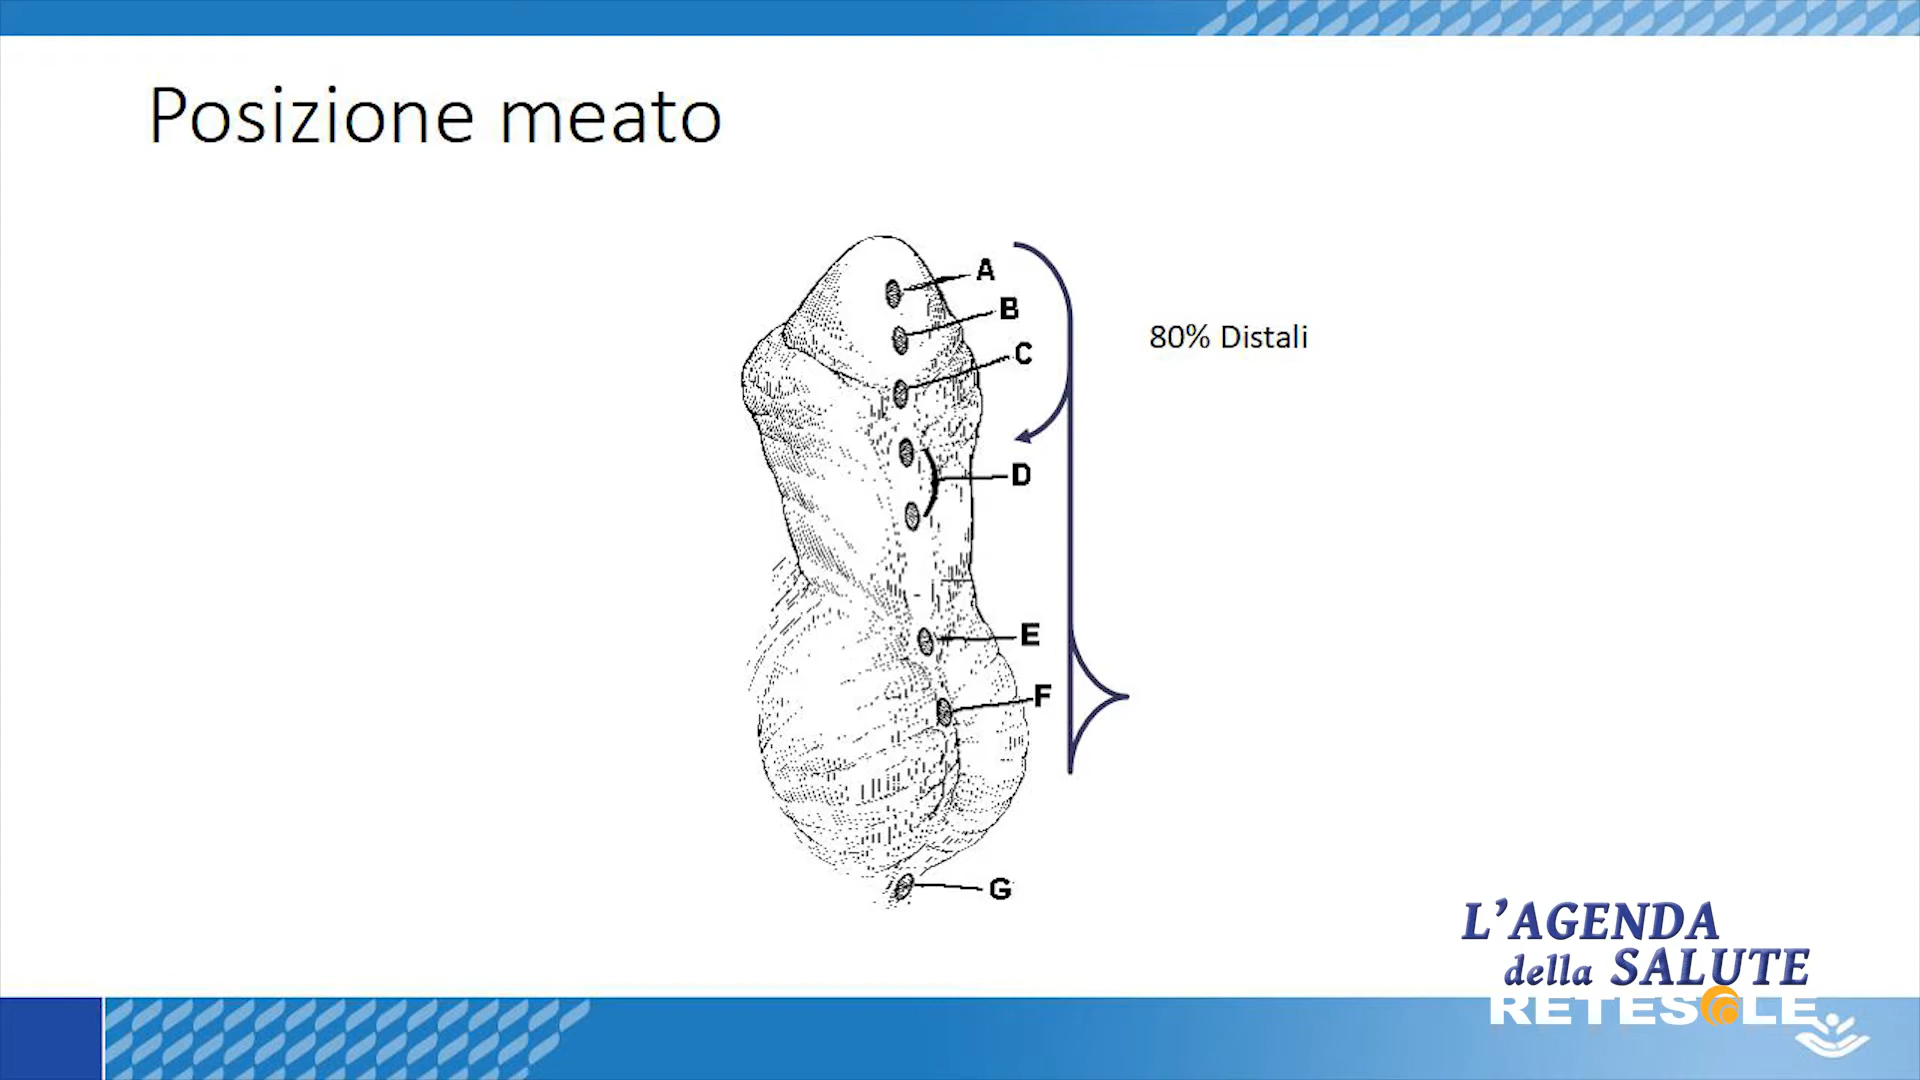 Posizione meato
A
B
80% Distali
C
D
E
F
G
L'AGENDA
della SALUTE
RETESOLE